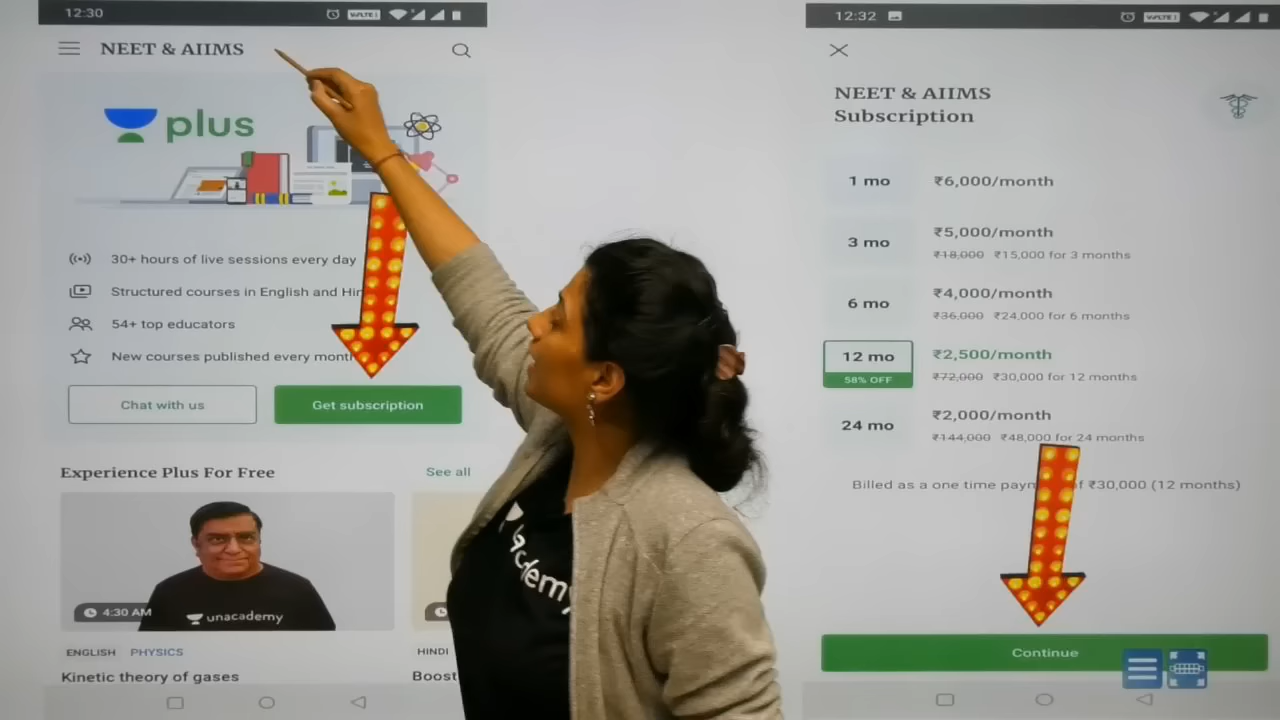 12:30
VoLTE
NEET & AIIMS
plus
30+ hours of live sessions every day
Structured courses in English and
54+ top educators
New courses published every
Chat with us
Get subscription
Experience Plus For Free
See all
4:30 AM
unacademy
ENGLISH PHYSICS
Kinetic theory of gases
HINDI
Boost
unacademy
12:32
VoLTE
NEET & AIIMS
Subscription
1 mo ₹6,000/month
3 mo ₹5,000/month
₹18,000 ₹15,000 for 3 months
6 mo ₹4,000/month
₹36,000 ₹24,000 for 6 months
12 mo ₹2,500/month
58% OFF ₹72,000 ₹30,000 for 12 months
24 mo ₹2,000/month
₹144,000 ₹48,000 for 24 months
Billed as a one time ₹30,000 (12 months)
Continue